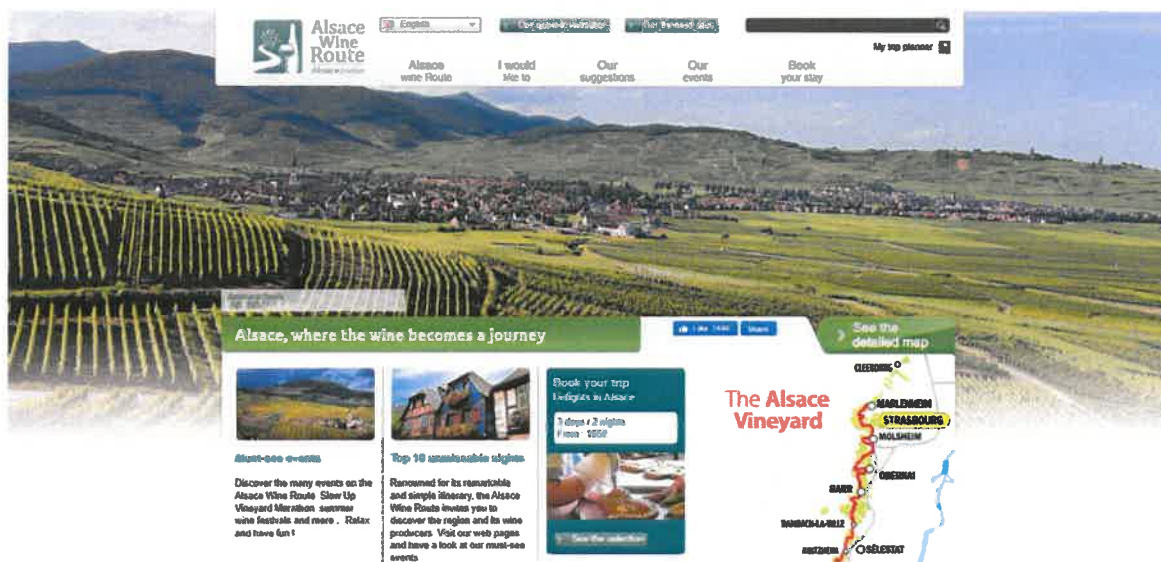 Alsace
Wine
Route
English
My trip planner
Alsace
wine Route
I would
like to
Our
suggestions
Our
events
Book
your stay
Alsace, where the wine becomes a journey
Like
Share
See the
detailed map
Must-see events
Discover the many events on the
Alsace Wine Route Slow Up
Vineyard Marathon summer
wine festivals and more . Relax
and have fun !
Top 10 unmissable sights
Renowned for its remarkable
and simple itinerary, the Alsace
Wine Route invites you to
discover the region and its wine
producers Visit our web pages
and have a look at our must-see
events
Book your trip
Delights in Alsace
3 days / 2 nights
From :
See the selection
The Alsace
Vineyard
CLEEBOURG
MARLENHEIM
STRASBOURG
MOLSHEIM
OBERNAI
BARR
DAMBACH-LA-VILLE
SÉLESTAT